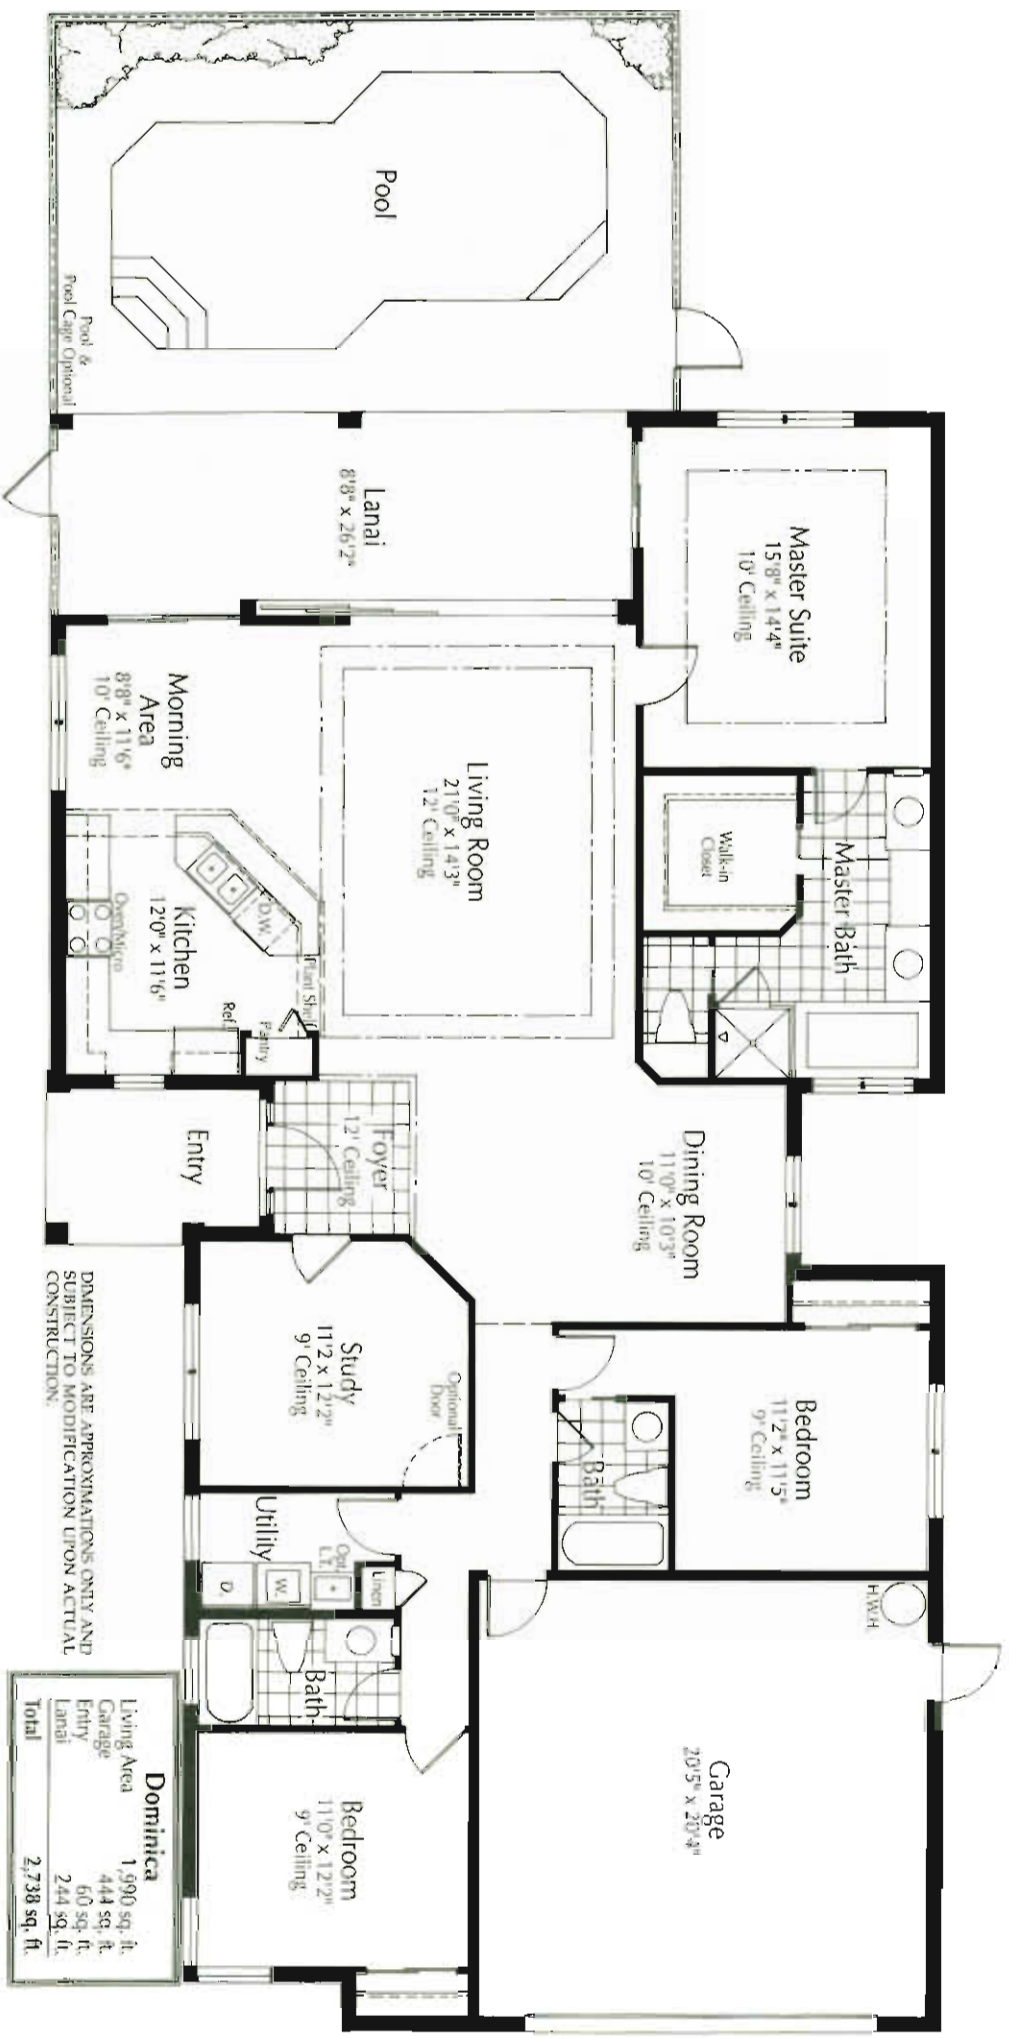 Pool
Pool &
Pool Cage Optional
Lanai
8'8" x 26'2"
Master Suite
15'8" x 14'4"
10' Ceiling
Morning
Area
8'8" x 11'6"
10' Ceiling
Living Room
21'0" x 14'3"
12' Ceiling
Walk-in
Closet
Master Bath
Kitchen
12'0" x 11'6"
Oven/Micro
D.W.
Plant Shelf
Ref.
Pantry
Entry
Foyer
12' Ceiling
Dining Room
11'0" x 10'3"
10' Ceiling
Study
11'2 x 12'2"
9' Ceiling
Optional
Door
Bedroom
11'2" x 11'5"
9' Ceiling
Bath
Utility
Opt.
L.T.
Linen
D.
W.
Bath
H.W.H.
Garage
20'5" x 20'4"
Bedroom
11'0" x 12'2"
9' Ceiling
DIMENSIONS ARE APPROXIMATIONS ONLY AND
SUBJECT TO MODIFICATION UPON ACTUAL
CONSTRUCTION.
Dominica
Living Area 1,990 sq. ft.
Garage 444 sq. ft.
Entry 60 sq. ft.
Lanai 244 sq. ft.
Total 2,738 sq. ft.